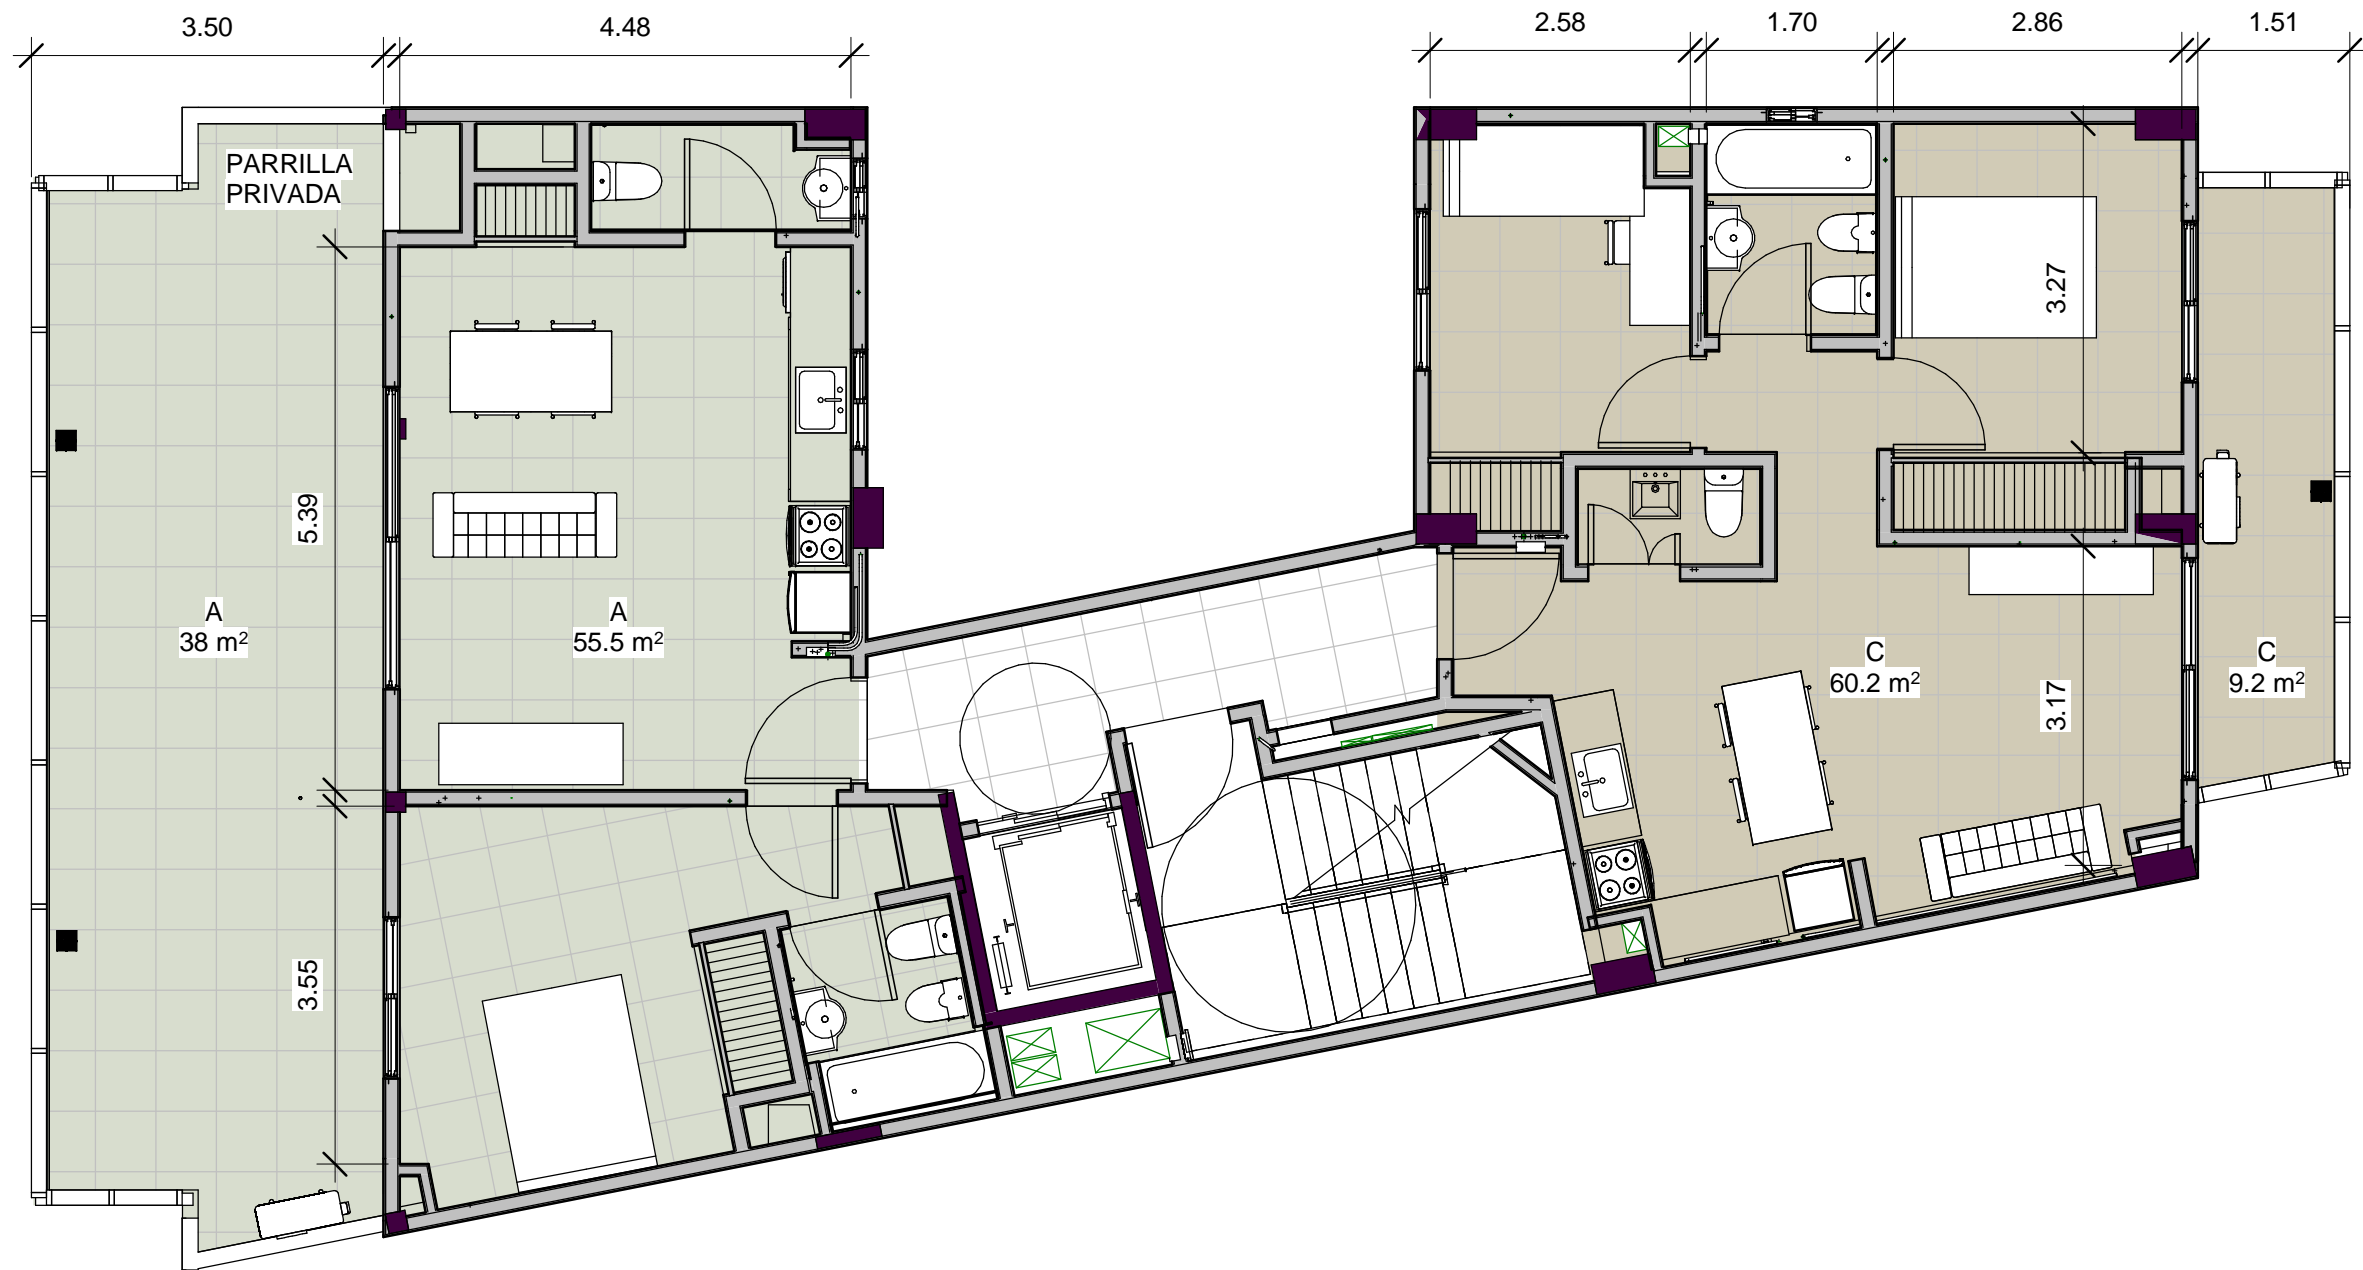 3.50
4.48
2.58
1.70
2.86
1.51
PARRILLA
PRIVADA
3.27
5.39
A
38 m²
A
55.5 m²
C
60.2 m²
C
9.2 m²
3.17
3.55